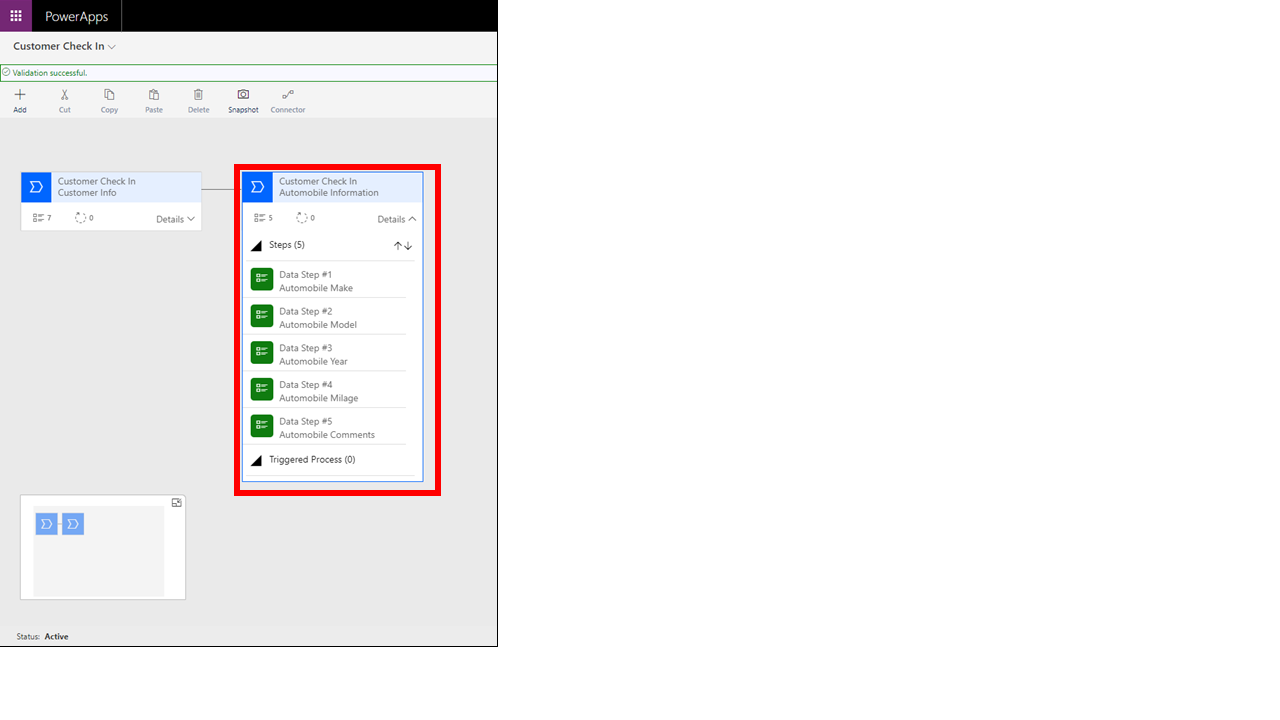 PowerApps
Customer Check In
Validation successful.
Add Cut Copy Paste Delete Snapshot Connector
Customer Check In
Customer Info
7 0 Details
Customer Check In
Automobile Information
5 0 Details
Steps (5)
Data Step #1
Automobile Make
Data Step #2
Automobile Model
Data Step #3
Automobile Year
Data Step #4
Automobile Milage
Data Step #5
Automobile Comments
Triggered Process (0)
Status: Active